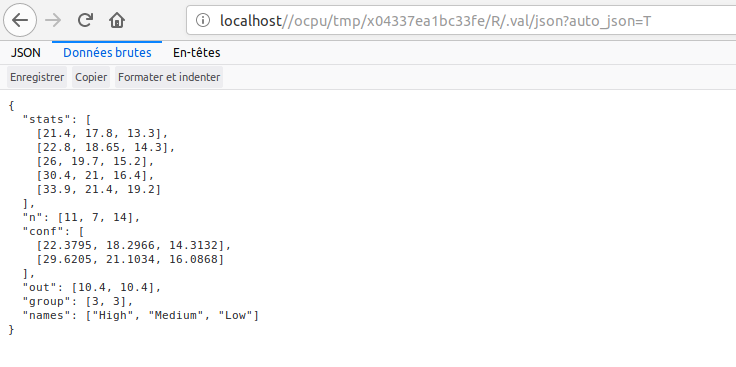 localhost//ocpu/tmp/x04337ea1bc33fe/R/.val/json?auto_json=T
JSON Données brutes En-têtes
Enregistrer Copier Formater et indenter
{
  "stats": [
    [21.4, 17.8, 13.3],
    [22.8, 18.65, 14.3],
    [26, 19.7, 15.2],
    [30.4, 21, 16.4],
    [33.9, 21.4, 19.2]
  ],
  "n": [11, 7, 14],
  "conf": [
    [22.3795, 18.2966, 14.3132],
    [29.6205, 21.1034, 16.0868]
  ],
  "out": [10.4, 10.4],
  "group": [3, 3],
  "names": ["High", "Medium", "Low"]
}